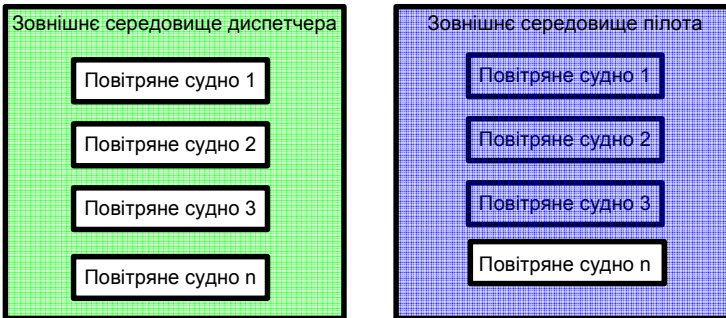 Зовнішнє середовище диспетчера
Повітряне судно 1
Повітряне судно 2
Повітряне судно 3
Повітряне судно n
Зовнішнє середовище пілота
Повітряне судно 1
Повітряне судно 2
Повітряне судно 3
Повітряне судно n